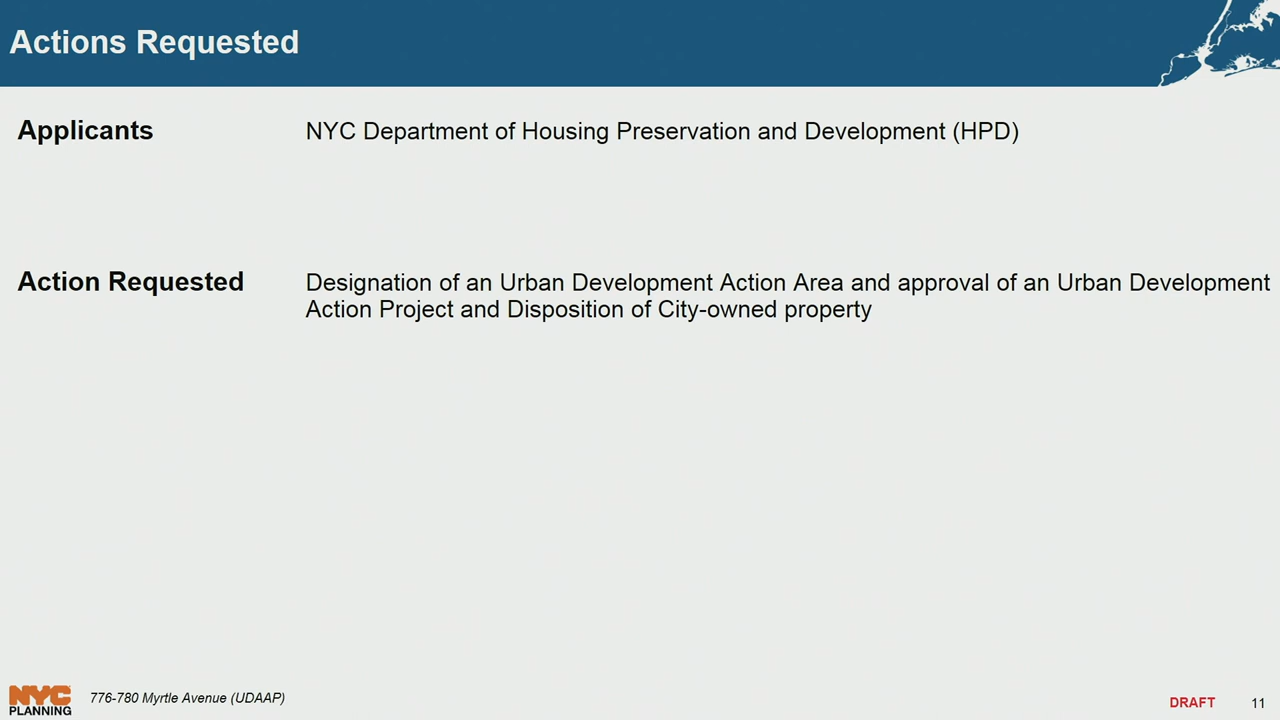 Actions Requested
Applicants
NYC Department of Housing Preservation and Development (HPD)
Action Requested
Designation of an Urban Development Action Area and approval of an Urban Development
Action Project and Disposition of City-owned property
NYC
PLANNING
776-780 Myrtle Avenue (UDAAP)
DRAFT
11